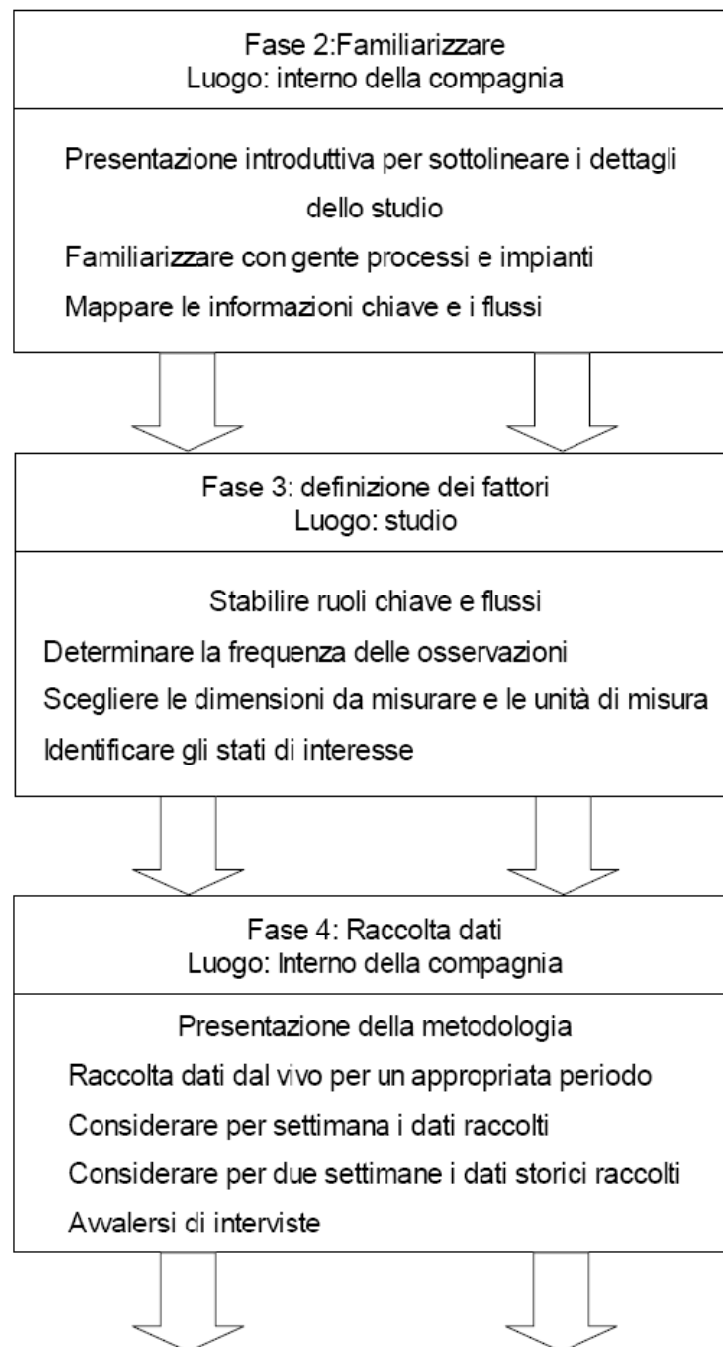 Fase 2:Familiarizzare
Luogo: interno della compagnia
Presentazione introduttiva per sottolineare i dettagli
dello studio
Familiarizzare con gente processi e impianti
Mappare le informazioni chiave e i flussi
Fase 3: definizione dei fattori
Luogo: studio
Stabilire ruoli chiave e flussi
Determinare la frequenza delle osservazioni
Scegliere le dimensioni da misurare e le unità di misura
Identificare gli stati di interesse
Fase 4: Raccolta dati
Luogo: Interno della compagnia
Presentazione della metodologia
Raccolta dati dal vivo per un appropriata periodo
Considerare per settimana i dati raccolti
Considerare per due settimane i dati storici raccolti
Avvalersi di interviste